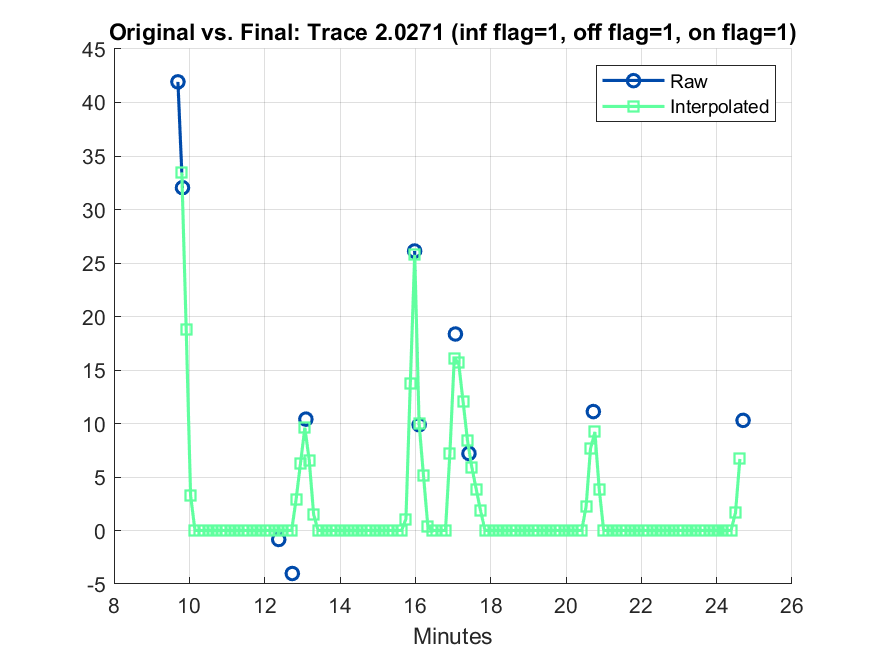 Original vs. Final: Trace 2.0271 (inf flag=1, off flag=1, on flag=1)
45
40
35
30
25
20
15
10
5
0
-5
Raw
Interpolated
8 10 12 14 16 18 20 22 24 26
Minutes